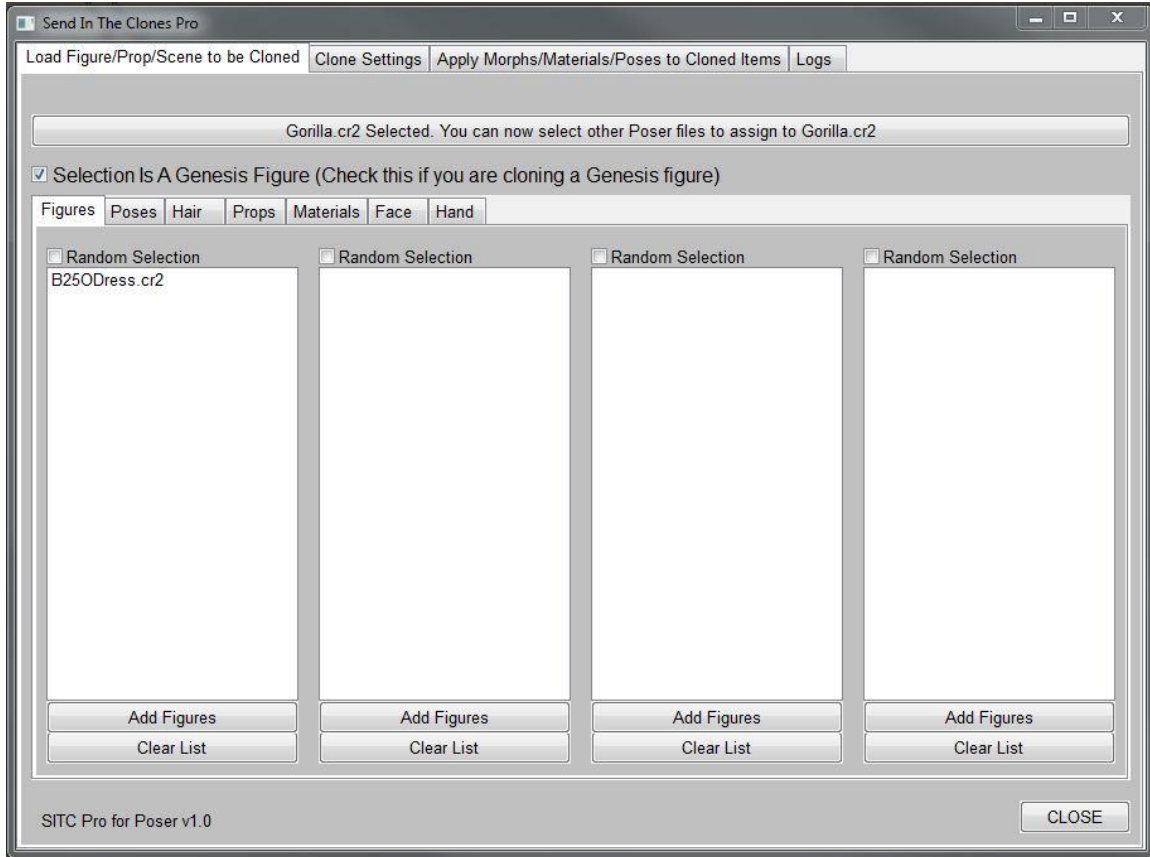 Send In The Clones Pro
Load Figure/Prop/Scene to be Cloned Clone Settings Apply Morphs/Materials/Poses to Cloned Items Logs
Gorilla.cr2 Selected. You can now select other Poser files to assign to Gorilla.cr2
Selection Is A Genesis Figure (Check this if you are cloning a Genesis figure)
Figures Poses Hair Props Materials Face Hand
Random Selection Random Selection Random Selection Random Selection
B25ODress.cr2
Add Figures Add Figures Add Figures Add Figures
Clear List Clear List Clear List Clear List
SITC Pro for Poser v1.0 CLOSE